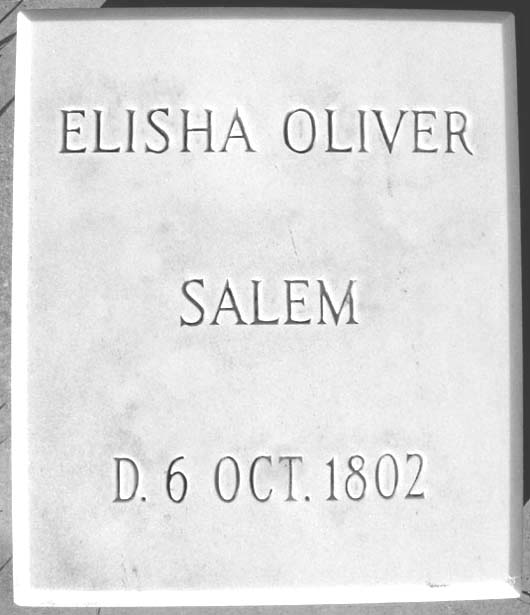 ELISHA OLIVER
SALEM
D. 6 OCT. 1802